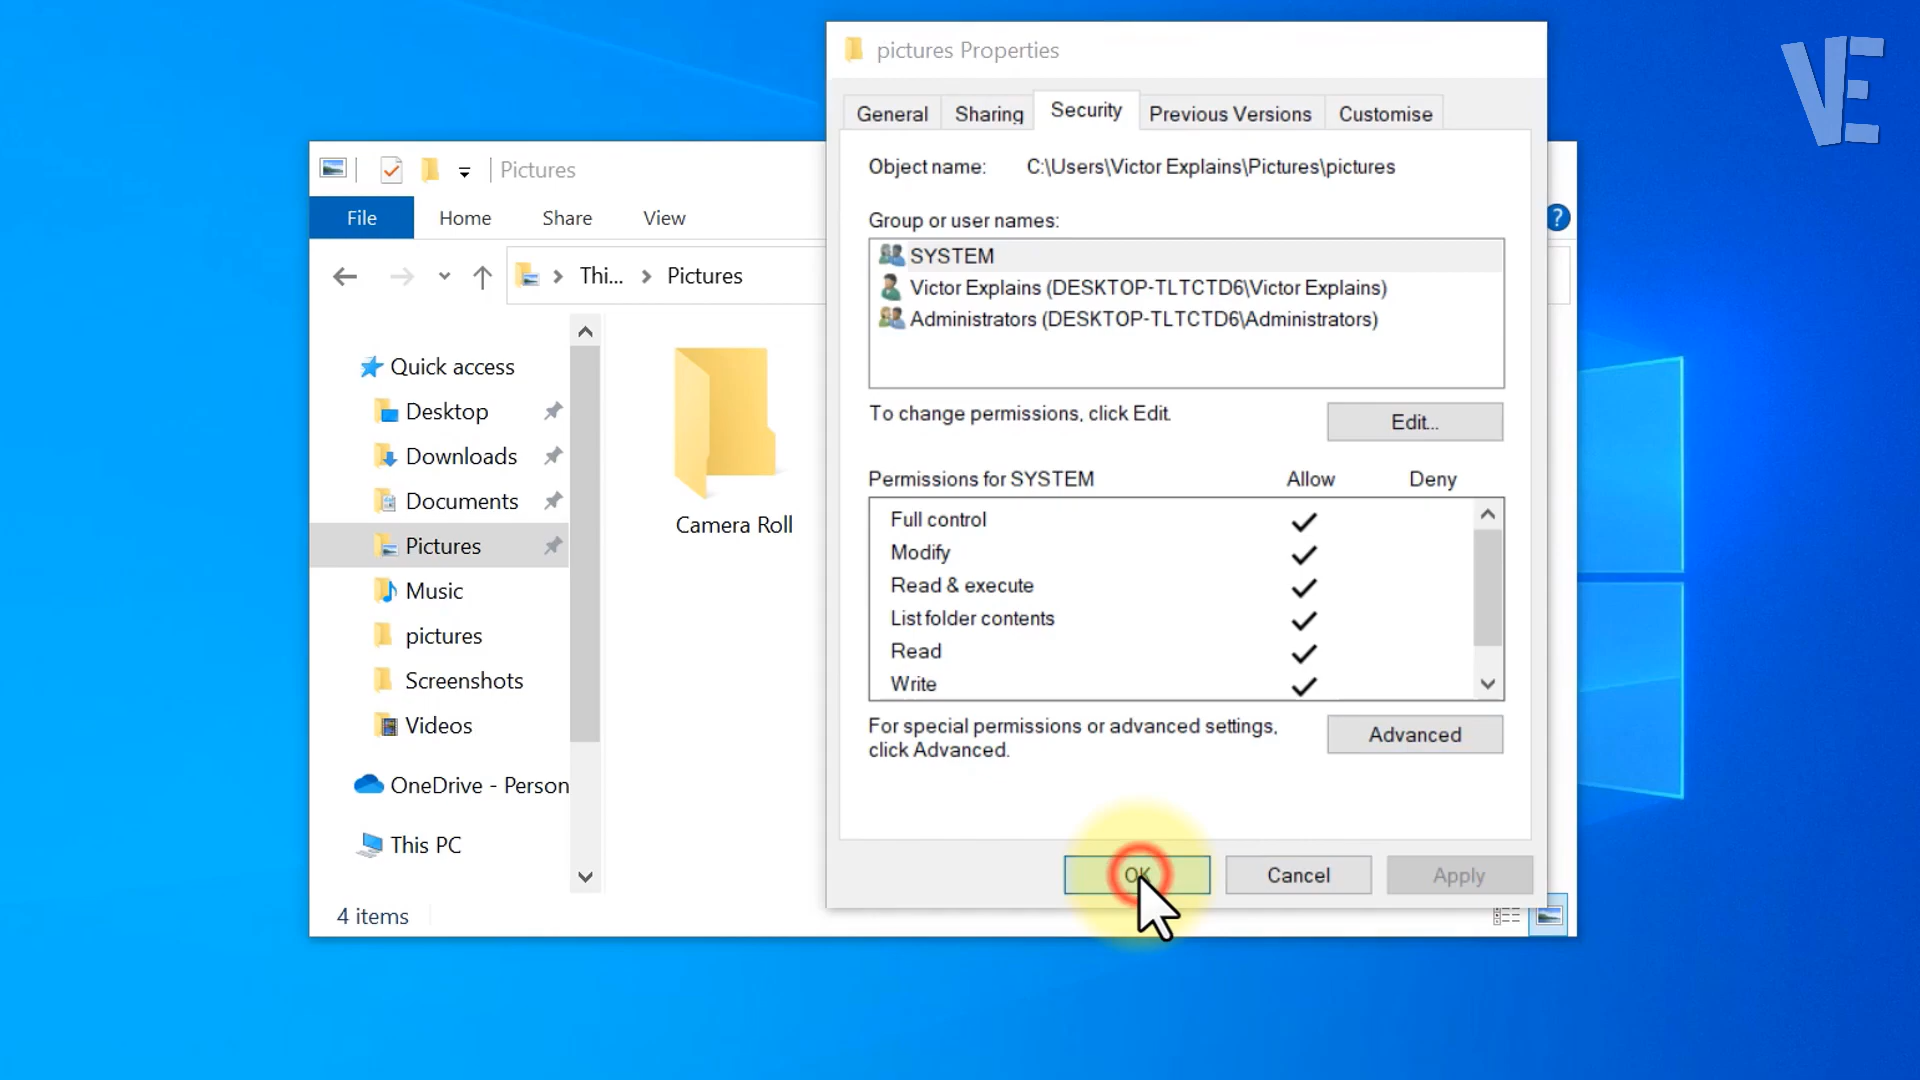 VE
pictures Properties
General Sharing Security Previous Versions Customise
Object name: C:\Users\Victor Explains\Pictures\pictures
Group or user names:
SYSTEM
Victor Explains (DESKTOP-TLTCTD6\Victor Explains)
Administrators (DESKTOP-TLTCTD6\Administrators)
To change permissions, click Edit.
Edit...
Permissions for SYSTEM Allow Deny
Full control
Modify
Read & execute
List folder contents
Read
Write
For special permissions or advanced settings,
click Advanced.
Advanced
OK Cancel Apply
Pictures
File Home Share View
?
Thi... Pictures
Quick access
Desktop
Downloads
Documents
Pictures
Music
pictures
Screenshots
Videos
OneDrive - Person
This PC
Camera Roll
4 items